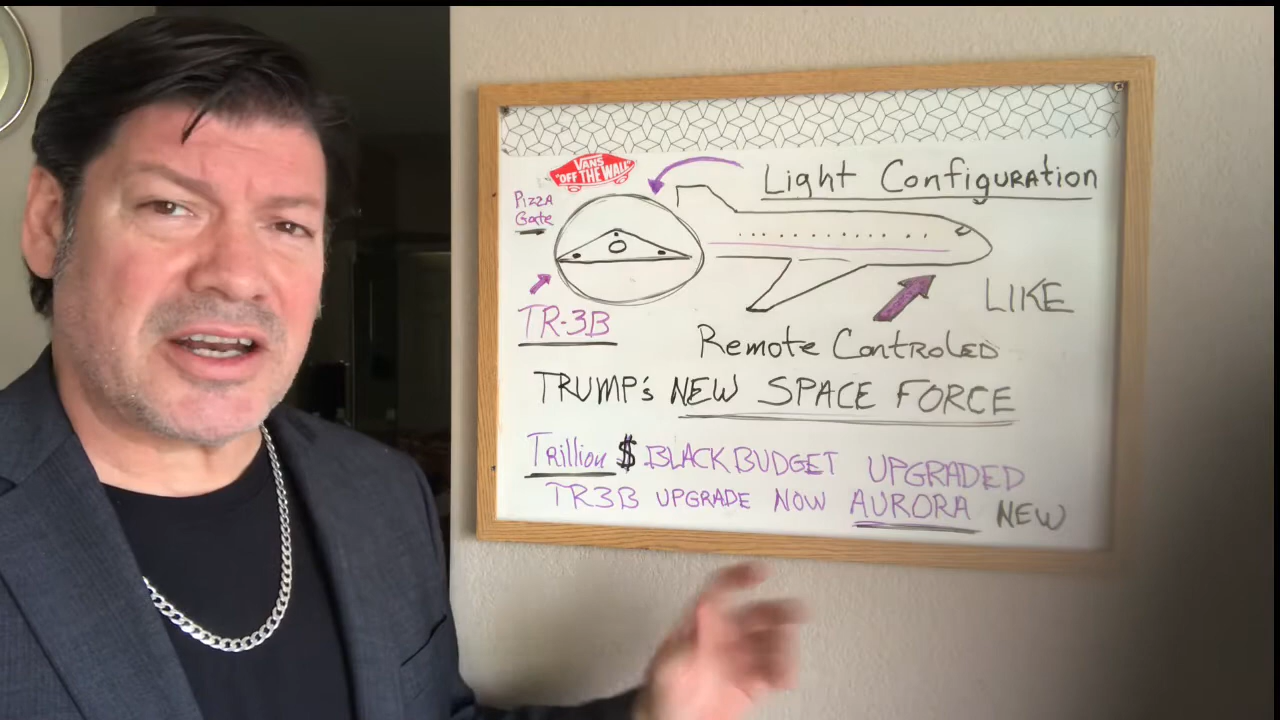 VANS
"OFF THE WALL"
Light Configuration
PIZZA
Gate
LIKE
TR-3B
Remote Controled
TRUMP's NEW SPACE FORCE
Trillion $ BLACK BUDGET UPGRADED
TR3B UPGRADE NOW AURORA NEW